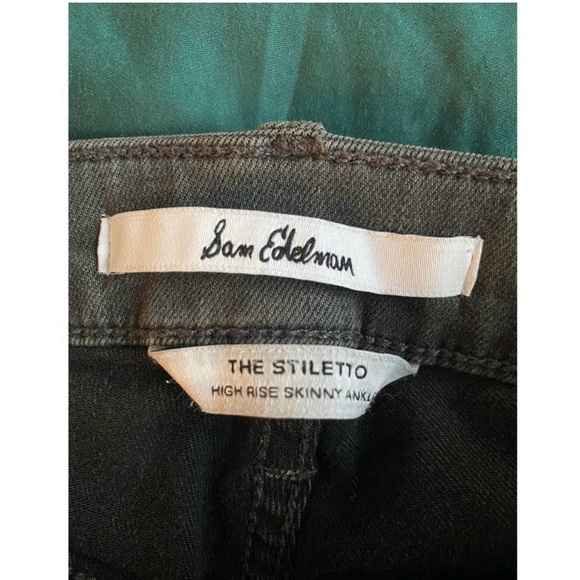 Sam Edelman
THE STILETTO
HIGH RISE SKINNY ANKLE